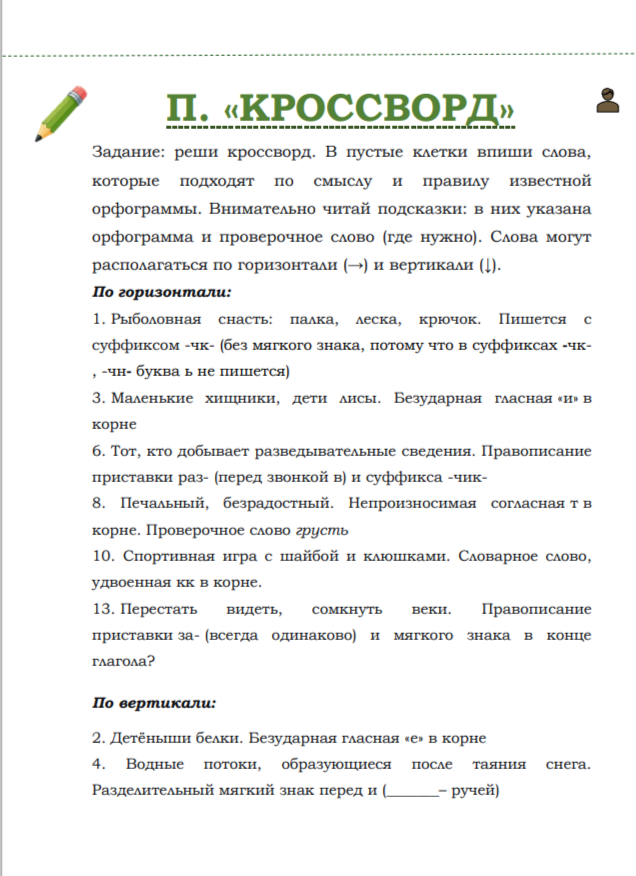 П. «КРОССВОРД»
Задание: реши кроссворд. В пустые клетки впиши слова,
которые подходят по смыслу и правилу известной
орфограммы. Внимательно читай подсказки: в них указана
орфограмма и проверочное слово (где нужно). Слова могут
располагаться по горизонтали (→) и вертикали (↓).
По горизонтали:
1. Рыболовная снасть: палка, леска, крючок. Пишется с
суффиксом -чк- (без мягкого знака, потому что в суффиксах -чк-
, -чн- буква ь не пишется)
3. Маленькие хищники, дети лисы. Безударная гласная «и» в
корне
6. Тот, кто добывает разведывательные сведения. Правописание
приставки раз- (перед звонкой в) и суффикса -чик-
8. Печальный, безрадостный. Непроизносимая согласная т в
корне. Проверочное слово грусть
10. Спортивная игра с шайбой и клюшками. Словарное слово,
удвоенная кк в корне.
13. Перестать видеть, сомкнуть веки. Правописание
приставки за- (всегда одинаково) и мягкого знака в конце
глагола?
По вертикали:
2. Детёныши белки. Безударная гласная «е» в корне
4. Водные потоки, образующиеся после таяния снега.
Разделительный мягкий знак перед и (_______– ручей)